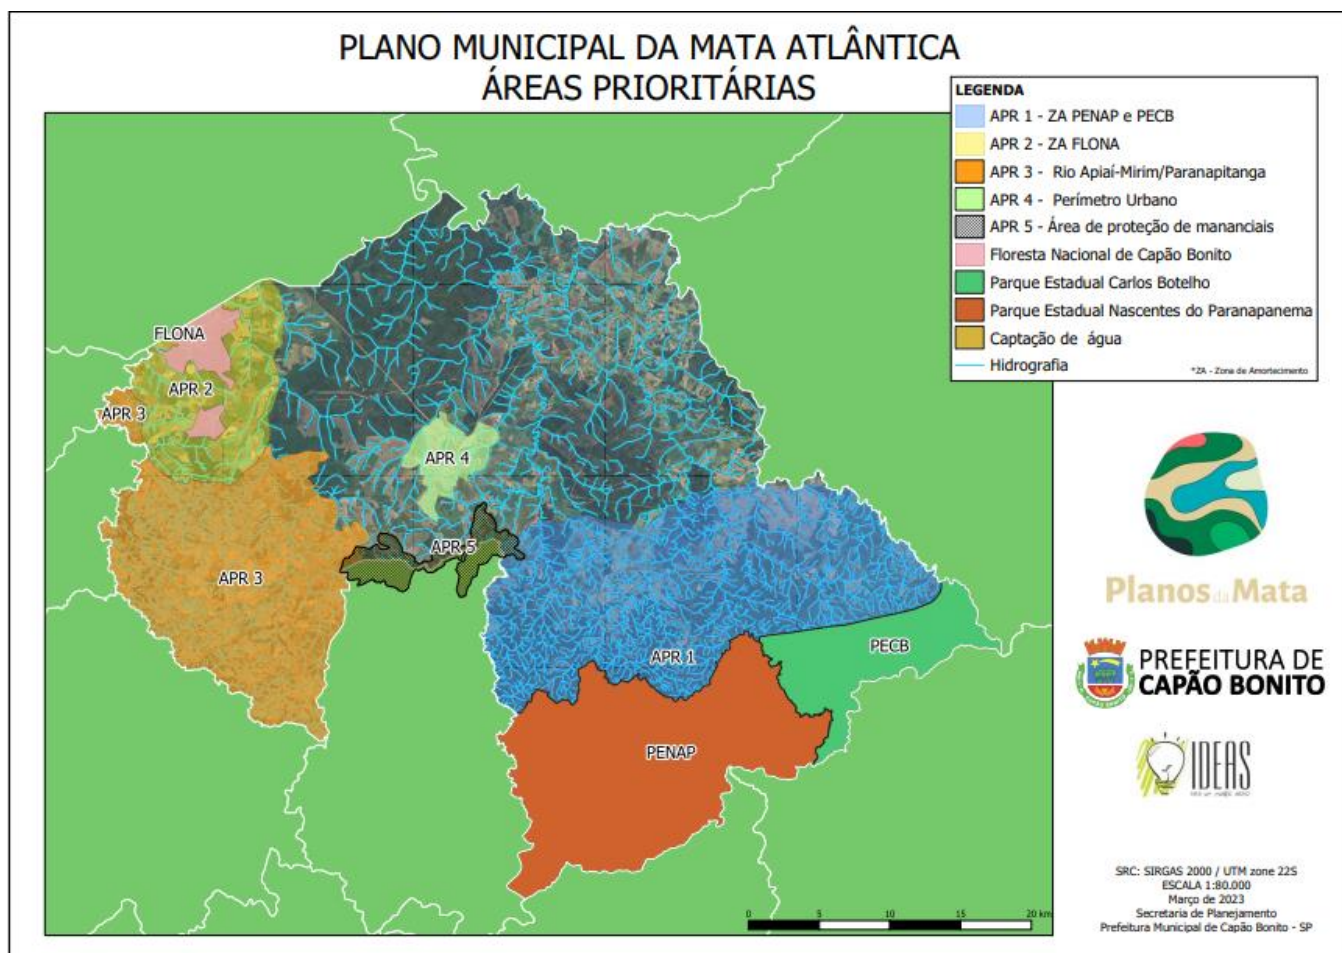 PLANO MUNICIPAL DA MATA ATLÂNTICA
ÁREAS PRIORITÁRIAS
LEGENDA
APR 1 - ZA PENAP e PECB
APR 2 - ZA FLONA
APR 3 - Rio Apiaí-Mirim/Paranapitanga
APR 4 - Perímetro Urbano
APR 5 - Área de proteção de mananciais
Floresta Nacional de Capão Bonito
Parque Estadual Carlos Botelho
Parque Estadual Nascentes do Paranapanema
Captação de água
Hidrografia
*ZA - Zona de Amortecimento
FLONA
APR 2
APR 3
APR 4
APR 5
APR 3
APR 1
PECB
PENAP
Planos da Mata
PREFEITURA DE
CAPÃO BONITO
IDEAS
0 5 10 15 20 km
SRC: SIRGAS 2000 / UTM zone 22S
ESCALA 1:80.000
Março de 2023
Secretaria de Planejamento
Prefeitura Municipal de Capão Bonito - SP